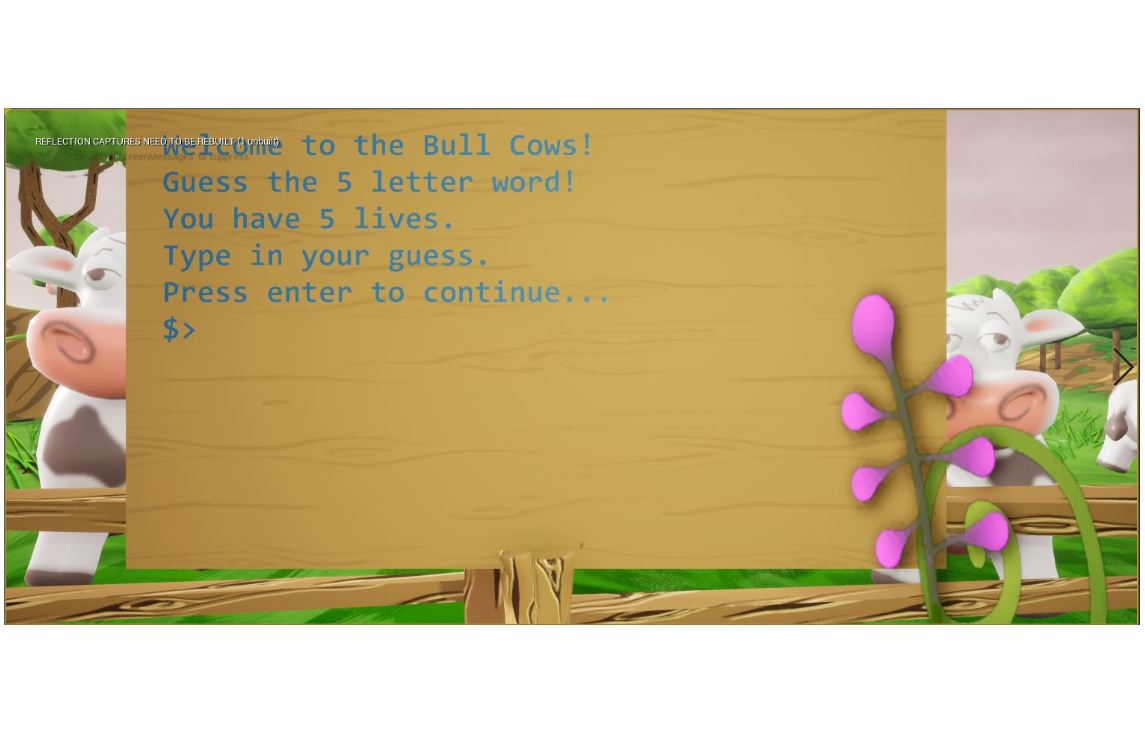 REFLECTION CAPTURES NEED TO BE REBUILT (1 unbuilt)
Welcome to the Bull Cows!
Guess the 5 letter word!
You have 5 lives.
Type in your guess.
Press enter to continue...
$>